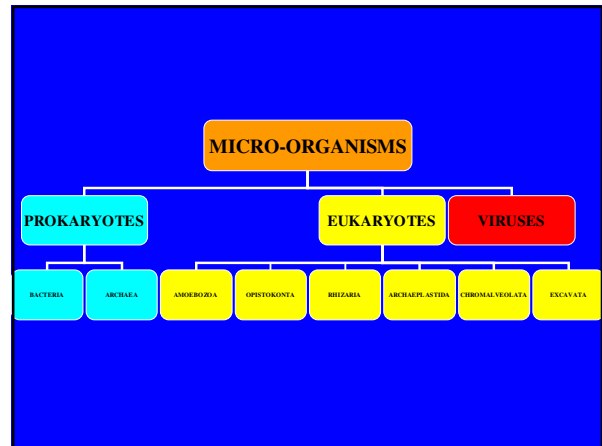 MICRO-ORGANISMS
PROKARYOTES
EUKARYOTES
VIRUSES
BACTERIA
ARCHAEA
AMOEBOZOA
OPISTOKONTA
RHIZARIA
ARCHAEPLASTIDA
CHROMALVEOLATA
EXCAVATA